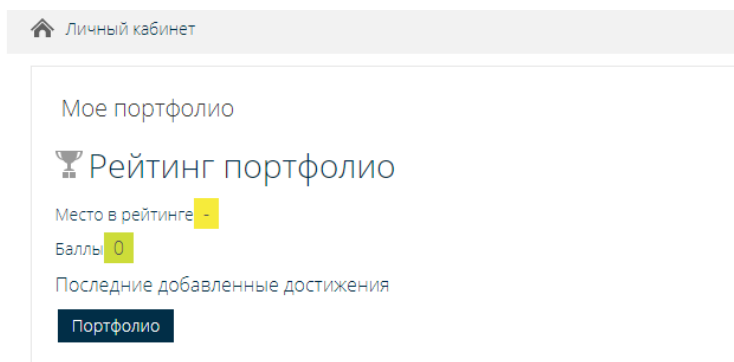 Личный кабинет
Мое портфолио
Рейтинг портфолио
Место в рейтинге -
Баллы 0
Последние добавленные достижения
Портфолио